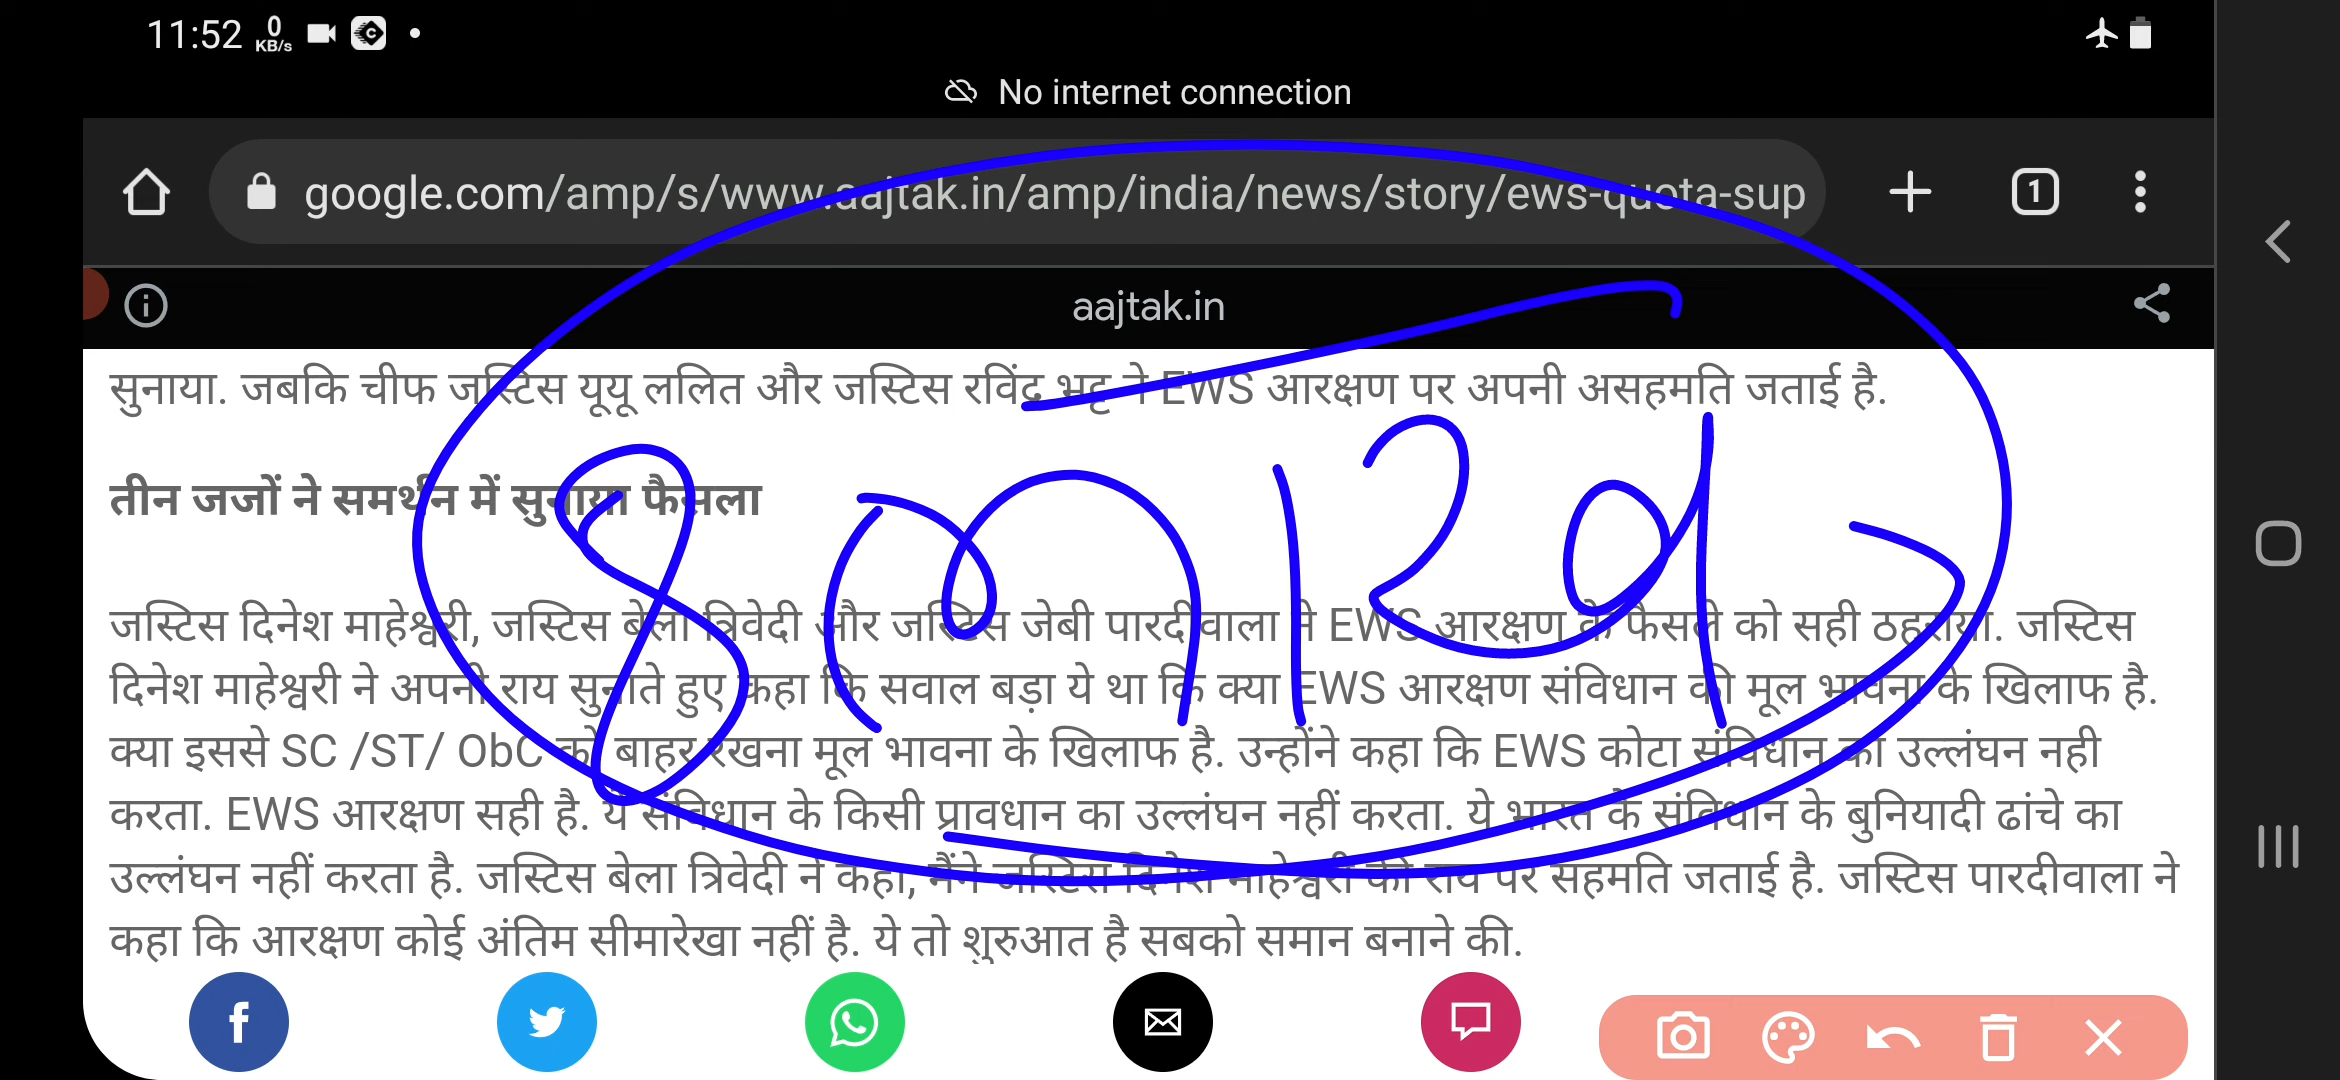 11:52 0 KB/s
No internet connection
google.com/amp/s/www.aajtak.in/amp/india/news/story/ews-quota-sup
1
aajtak.in
सुनाया. जबकि चीफ जस्टिस यूयू ललित और जस्टिस रविंद्र भट्ट ने EWS आरक्षण पर अपनी असहमति जताई है.
तीन जजों ने समर्थन में सुनाया फैसला
जस्टिस दिनेश माहेश्वरी, जस्टिस बेला त्रिवेदी और जस्टिस जेबी पारदीवाला ने EWS आरक्षण के फैसले को सही ठहराया. जस्टिस
दिनेश माहेश्वरी ने अपनी राय सुनाते हुए कहा कि सवाल बड़ा ये था कि क्या EWS आरक्षण संविधान की मूल भावना के खिलाफ है.
क्या इससे SC /ST/ ObC को बाहर रखना मूल भावना के खिलाफ है. उन्होंने कहा कि EWS कोटा संविधान का उल्लंघन नही
करता. EWS आरक्षण सही है. ये संविधान के किसी प्रावधान का उल्लंघन नहीं करता. ये भारत के संविधान के बुनियादी ढांचे का
उल्लंघन नहीं करता है. जस्टिस बेला त्रिवेदी ने कहा, मैंने जस्टिस दिनेश माहेश्वरी की राय पर सहमति जताई है. जस्टिस पारदीवाला ने
कहा कि आरक्षण कोई अंतिम सीमारेखा नहीं है. ये तो शुरुआत है सबको समान बनाने की.